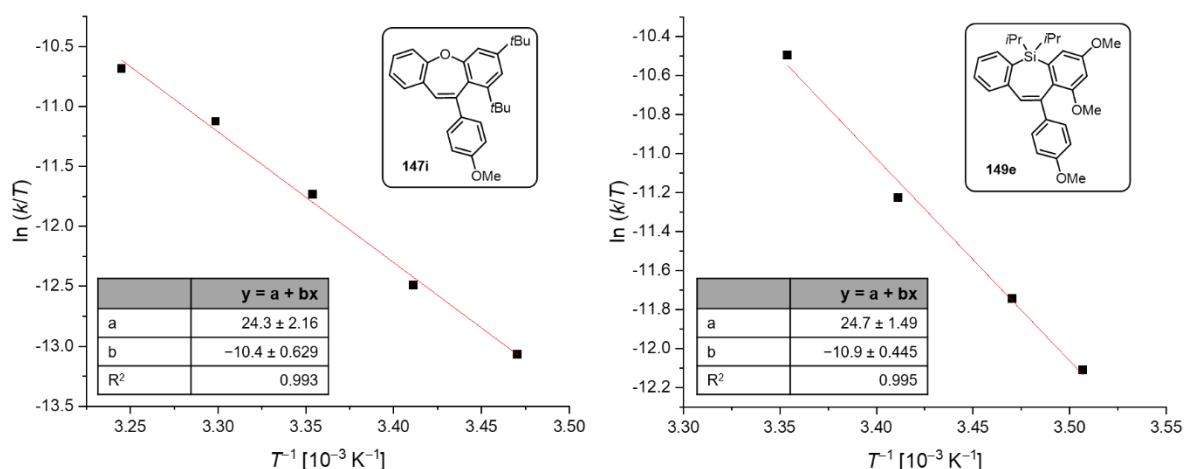 -10.5
-11.0
-11.5
-12.0
-12.5
-13.0
-13.5
ln (k/T)
3.25
3.30
3.35
3.40
3.45
3.50
T⁻¹ [10⁻³ K⁻¹]
O
tBu
tBu
OMe
147i
y = a + bx
a 24.3 ± 2.16
b −10.4 ± 0.629
R² 0.993
-10.4
-10.6
-10.8
-11.0
-11.2
-11.4
-11.6
-11.8
-12.0
-12.2
ln (k/T)
3.30
3.35
3.40
3.45
3.50
3.55
T⁻¹ [10⁻³ K⁻¹]
iPr iPr
Si
OMe
OMe
OMe
149e
y = a + bx
a 24.7 ± 1.49
b −10.9 ± 0.445
R² 0.995